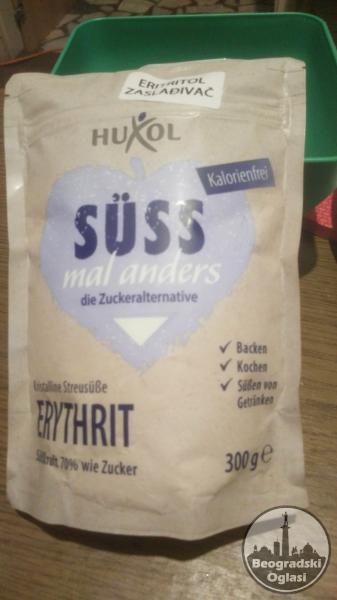 ERITRITOL
ZASLAĐIVAČ
HUXOL
Kalorienfrei
SÜSS
mal anders
die Zuckeralternative
✓ Backen
✓ Kochen
✓ Süßen von
Getränken
Kristalline Streusüße
ERYTHRIT
Süßkraft 70% wie Zucker
300g e
Beogradski
Oglasi